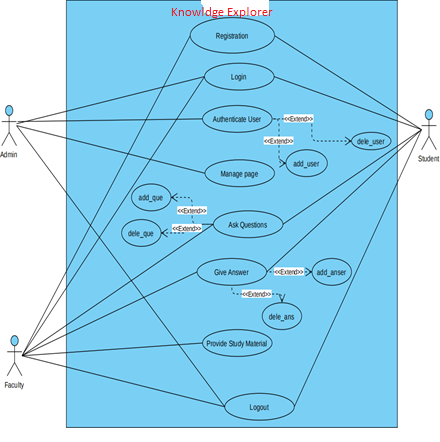 Knowldge Explorer
Registration
Login
Authenticate User
<<Extend>>
<<Extend>>
dele_user
add_user
Admin
Student
Manage page
add_que
<<Extend>>
dele_que
<<Extend>>
Ask Questions
Give Answer
<<Extend>>
add_anser
<<Extend>>
dele_ans
Provide Study Material
Faculty
Logout